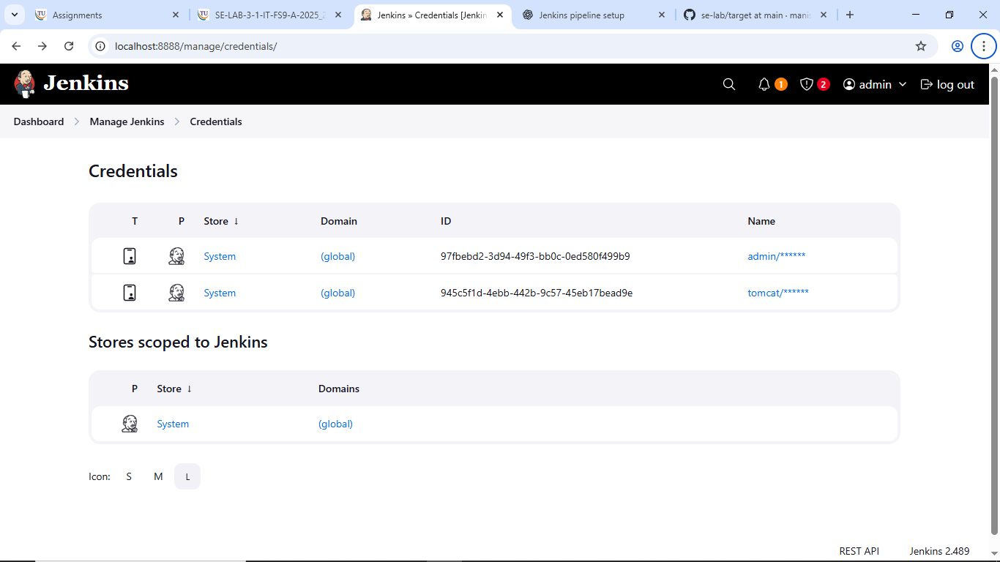 Assignments
SE-LAB-3-1-IT-FS9-A-2025_2
Jenkins » Credentials [Jenkin
Jenkins pipeline setup
se-lab/target at main · manis
localhost:8888/manage/credentials/
Jenkins
1
2
admin
log out
Dashboard
Manage Jenkins
Credentials
Credentials
T P Store ↓ Domain ID Name
System (global) 97fbebd2-3d94-49f3-bb0c-0ed580f499b9 admin/******
System (global) 945c5f1d-4ebb-442b-9c57-45eb17bead9e tomcat/******
Stores scoped to Jenkins
P Store ↓ Domains
System (global)
Icon: S M L
REST API Jenkins 2.489